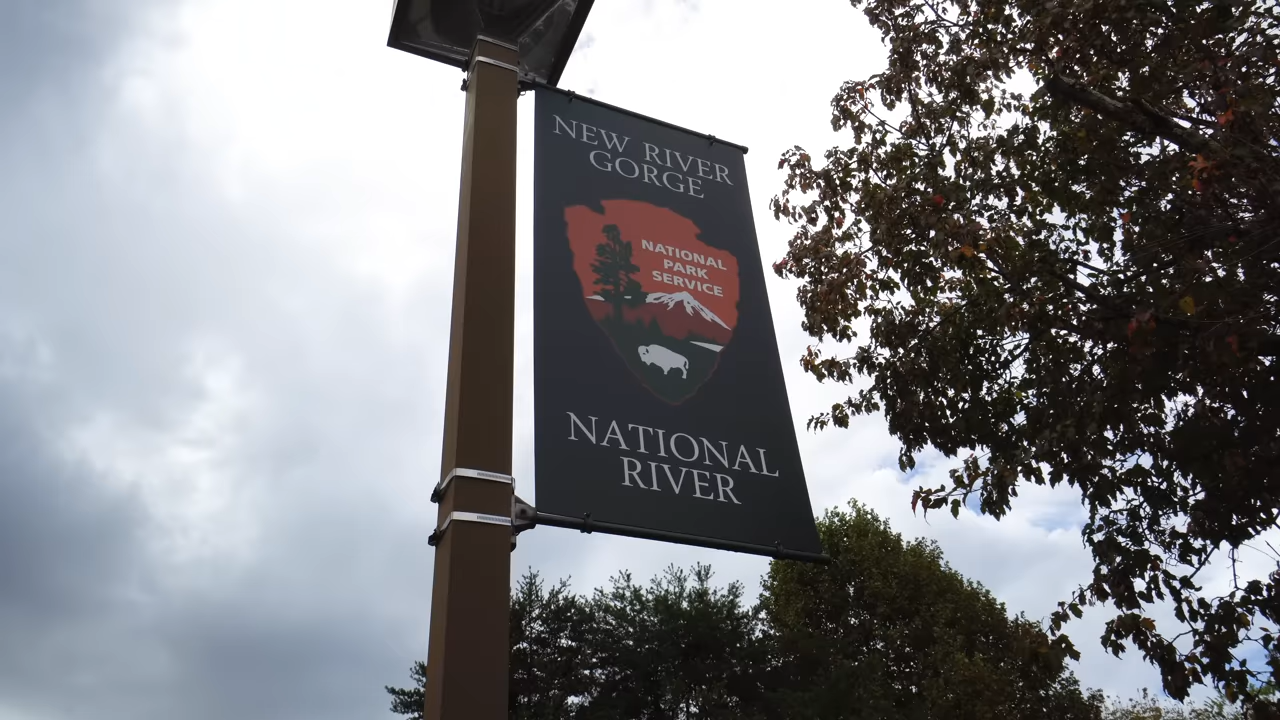 NEW RIVER
GORGE
NATIONAL
PARK
SERVICE
NATIONAL
RIVER